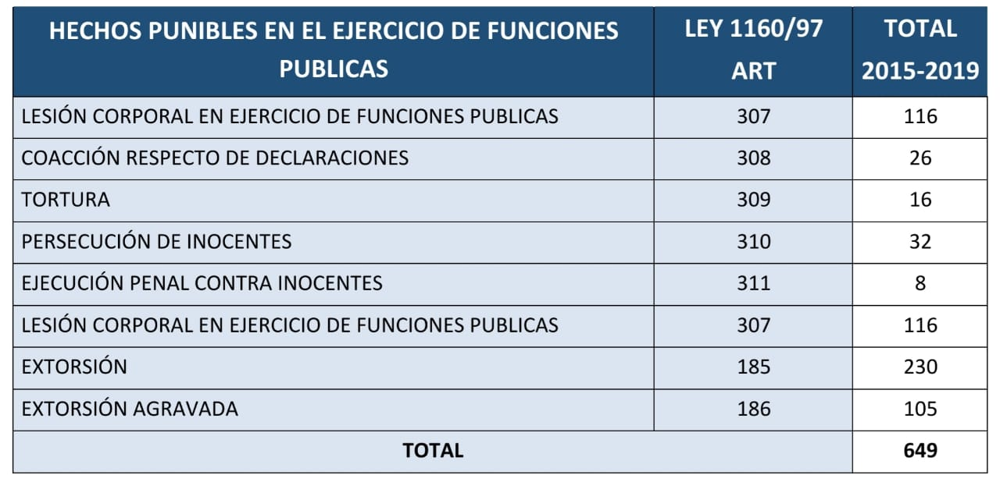 HECHOS PUNIBLES EN EL EJERCICIO DE FUNCIONES
PUBLICAS
LEY 1160/97
ART
TOTAL
2015-2019
LESIÓN CORPORAL EN EJERCICIO DE FUNCIONES PUBLICAS 307 116
COACCIÓN RESPECTO DE DECLARACIONES 308 26
TORTURA 309 16
PERSECUCIÓN DE INOCENTES 310 32
EJECUCIÓN PENAL CONTRA INOCENTES 311 8
LESIÓN CORPORAL EN EJERCICIO DE FUNCIONES PUBLICAS 307 116
EXTORSIÓN 185 230
EXTORSIÓN AGRAVADA 186 105
TOTAL 649